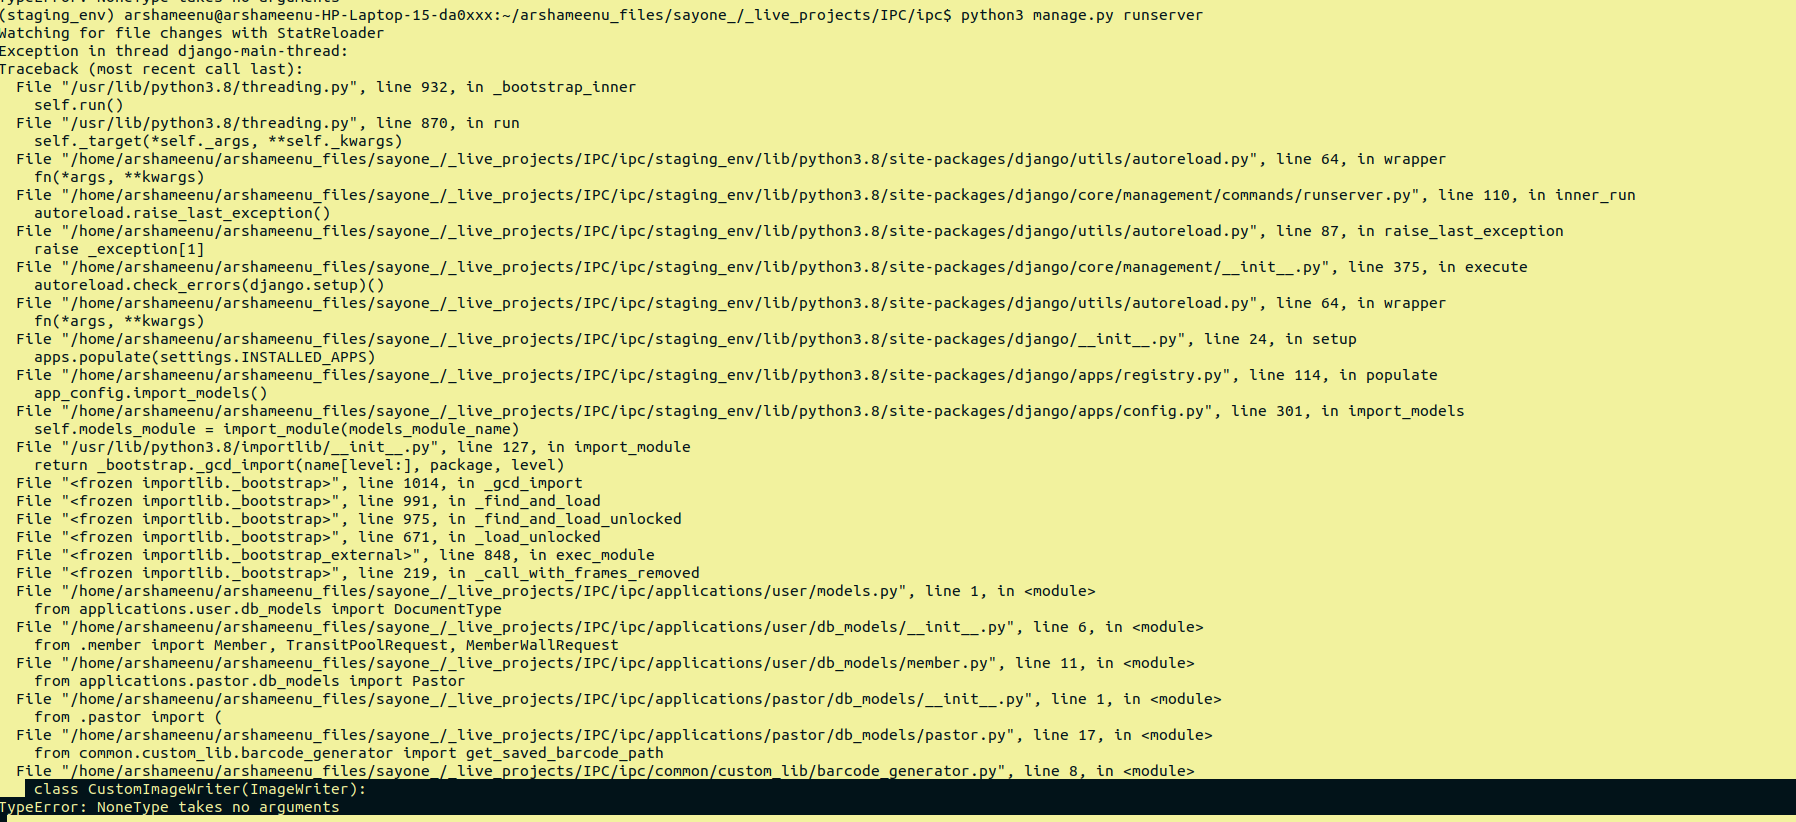 TypeError: NoneType takes no arguments
(staging_env) arshameenu@arshameenu-HP-Laptop-15-da0xxx:~/arshameenu_files/sayone_/_live_projects/IPC/ipc$ python3 manage.py runserver
Watching for file changes with StatReloader
Exception in thread django-main-thread:
Traceback (most recent call last):
  File "/usr/lib/python3.8/threading.py", line 932, in _bootstrap_inner
    self.run()
  File "/usr/lib/python3.8/threading.py", line 870, in run
    self._target(*self._args, **self._kwargs)
  File "/home/arshameenu/arshameenu_files/sayone_/_live_projects/IPC/ipc/staging_env/lib/python3.8/site-packages/django/utils/autoreload.py", line 64, in wrapper
    fn(*args, **kwargs)
  File "/home/arshameenu/arshameenu_files/sayone_/_live_projects/IPC/ipc/staging_env/lib/python3.8/site-packages/django/core/management/commands/runserver.py", line 110, in inner_run
    autoreload.raise_last_exception()
  File "/home/arshameenu/arshameenu_files/sayone_/_live_projects/IPC/ipc/staging_env/lib/python3.8/site-packages/django/utils/autoreload.py", line 87, in raise_last_exception
    raise _exception[1]
  File "/home/arshameenu/arshameenu_files/sayone_/_live_projects/IPC/ipc/staging_env/lib/python3.8/site-packages/django/core/management/__init__.py", line 375, in execute
    autoreload.check_errors(django.setup)()
  File "/home/arshameenu/arshameenu_files/sayone_/_live_projects/IPC/ipc/staging_env/lib/python3.8/site-packages/django/utils/autoreload.py", line 64, in wrapper
    fn(*args, **kwargs)
  File "/home/arshameenu/arshameenu_files/sayone_/_live_projects/IPC/ipc/staging_env/lib/python3.8/site-packages/django/__init__.py", line 24, in setup
    apps.populate(settings.INSTALLED_APPS)
  File "/home/arshameenu/arshameenu_files/sayone_/_live_projects/IPC/ipc/staging_env/lib/python3.8/site-packages/django/apps/registry.py", line 114, in populate
    app_config.import_models()
  File "/home/arshameenu/arshameenu_files/sayone_/_live_projects/IPC/ipc/staging_env/lib/python3.8/site-packages/django/apps/config.py", line 301, in import_models
    self.models_module = import_module(models_module_name)
  File "/usr/lib/python3.8/importlib/__init__.py", line 127, in import_module
    return _bootstrap._gcd_import(name[level:], package, level)
  File "<frozen importlib._bootstrap>", line 1014, in _gcd_import
  File "<frozen importlib._bootstrap>", line 991, in _find_and_load
  File "<frozen importlib._bootstrap>", line 975, in _find_and_load_unlocked
  File "<frozen importlib._bootstrap>", line 671, in _load_unlocked
  File "<frozen importlib._bootstrap_external>", line 848, in exec_module
  File "<frozen importlib._bootstrap>", line 219, in _call_with_frames_removed
  File "/home/arshameenu/arshameenu_files/sayone_/_live_projects/IPC/ipc/applications/user/models.py", line 1, in <module>
    from applications.user.db_models import DocumentType
  File "/home/arshameenu/arshameenu_files/sayone_/_live_projects/IPC/ipc/applications/user/db_models/__init__.py", line 6, in <module>
    from .member import Member, TransitPoolRequest, MemberWallRequest
  File "/home/arshameenu/arshameenu_files/sayone_/_live_projects/IPC/ipc/applications/user/db_models/member.py", line 11, in <module>
    from applications.pastor.db_models import Pastor
  File "/home/arshameenu/arshameenu_files/sayone_/_live_projects/IPC/ipc/applications/pastor/db_models/__init__.py", line 1, in <module>
    from .pastor import (
  File "/home/arshameenu/arshameenu_files/sayone_/_live_projects/IPC/ipc/applications/pastor/db_models/pastor.py", line 17, in <module>
    from common.custom_lib.barcode_generator import get_saved_barcode_path
  File "/home/arshameenu/arshameenu_files/sayone_/_live_projects/IPC/ipc/common/custom_lib/barcode_generator.py", line 8, in <module>
    class CustomImageWriter(ImageWriter):
TypeError: NoneType takes no arguments